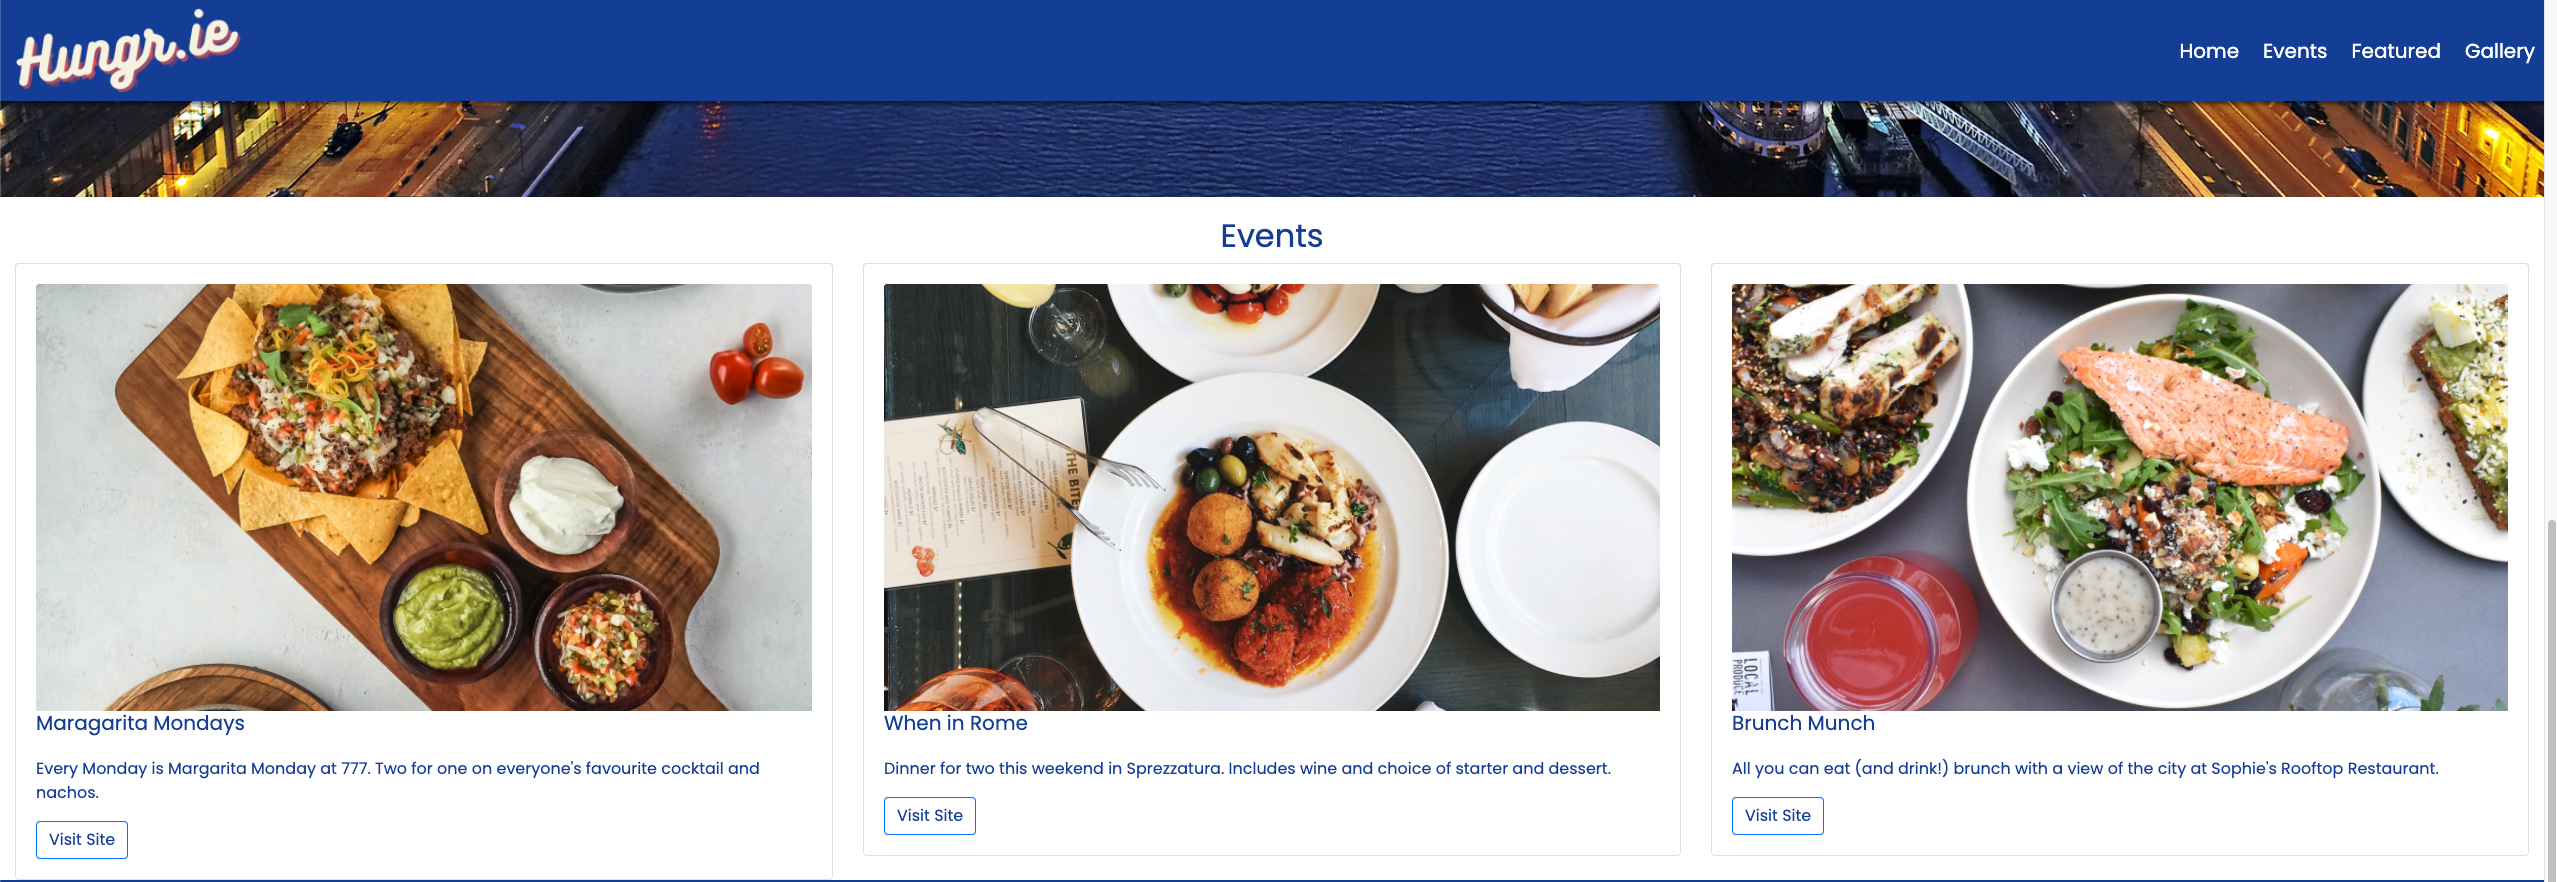 Hungr.ie
Home Events Featured Gallery
Events
THE BITE
LOCAL
PRODUCE
Maragarita Mondays
Every Monday is Margarita Monday at 777. Two for one on everyone's favourite cocktail and
nachos.
Visit Site
When in Rome
Dinner for two this weekend in Sprezzatura. Includes wine and choice of starter and dessert.
Visit Site
Brunch Munch
All you can eat (and drink!) brunch with a view of the city at Sophie's Rooftop Restaurant.
Visit Site